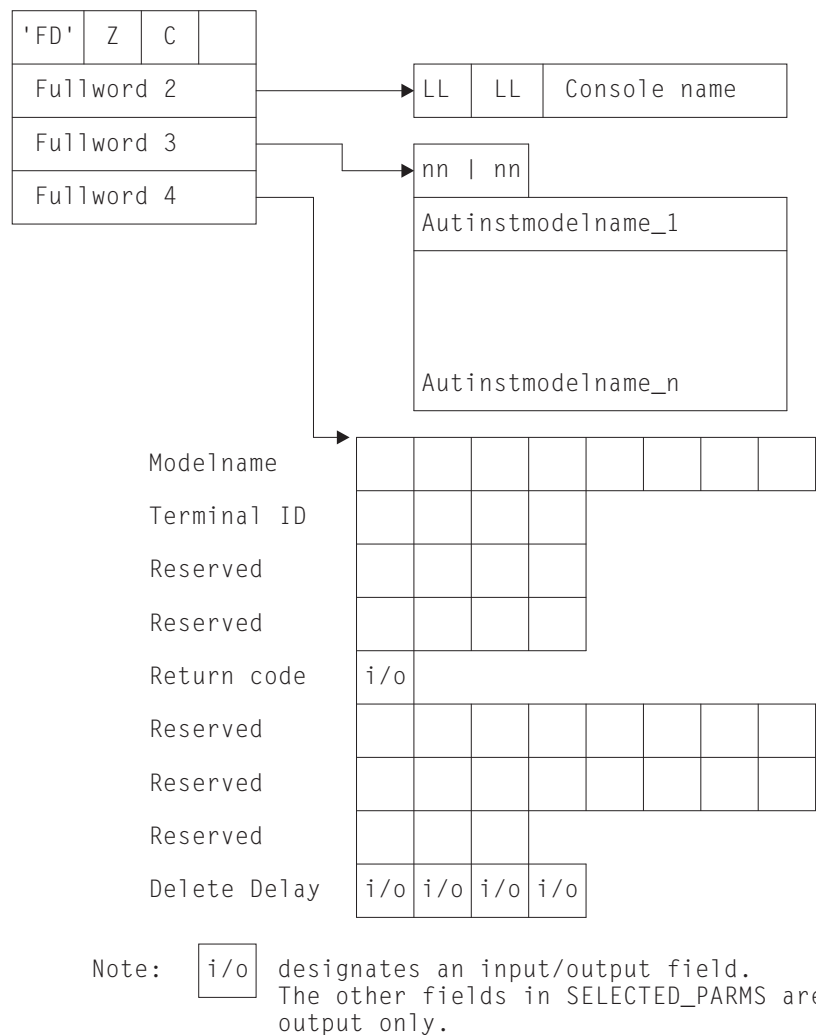 'FD' Z C
Fullword 2
LL LL Console name
Fullword 3
nn | nn
Fullword 4
Autinstmodelname_1
Autinstmodelname_n
Modelname
Terminal ID
Reserved
Reserved
Return code i/o
Reserved
Reserved
Reserved
Delete Delay i/o i/o i/o i/o
Note: i/o designates an input/output field.
The other fields in SELECTED_PARMS are
output only.